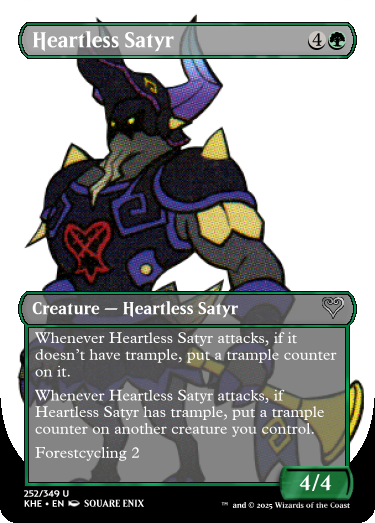 Heartless Satyr 4
Creature — Heartless Satyr
Whenever Heartless Satyr attacks, if it
doesn't have trample, put a trample counter
on it.
Whenever Heartless Satyr attacks, if
Heartless Satyr has trample, put a trample
counter on another creature you control.
Forestcycling 2
4/4
252/349 U
KHE • EN SQUARE ENIX
™ and © 2025 Wizards of the Coast